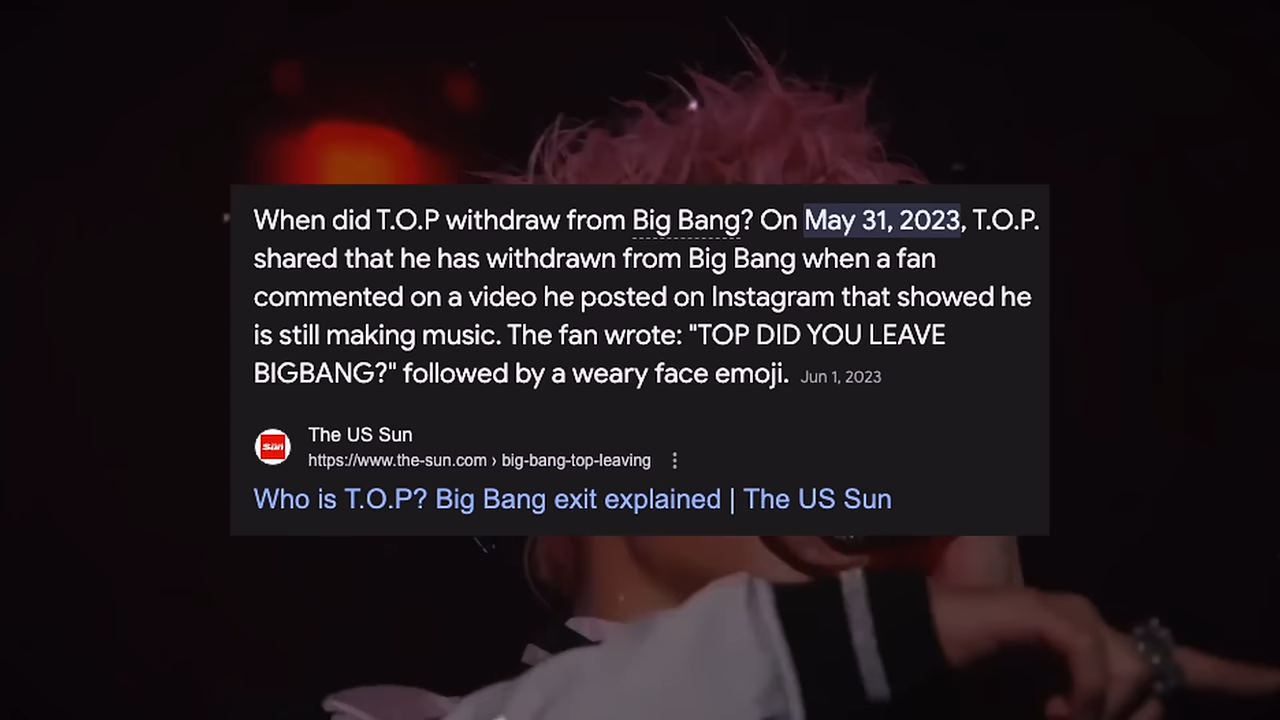 When did T.O.P withdraw from Big Bang? On May 31, 2023, T.O.P.
shared that he has withdrawn from Big Bang when a fan
commented on a video he posted on Instagram that showed he
is still making music. The fan wrote: "TOP DID YOU LEAVE
BIGBANG?" followed by a weary face emoji. Jun 1, 2023
Sun
The US Sun
https://www.the-sun.com › big-bang-top-leaving
Who is T.O.P? Big Bang exit explained | The US Sun